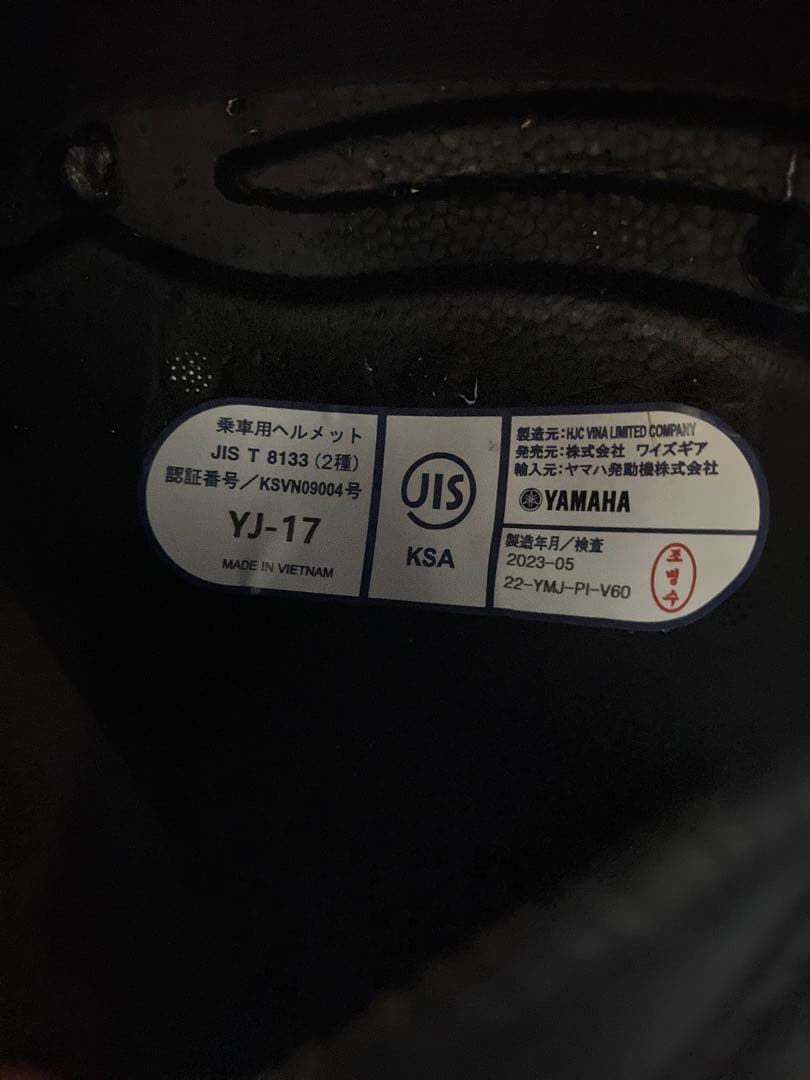 乗車用ヘルメット
JIS T 8133 (2種)
認証番号/KSVN09004号
YJ-17
MADE IN VIETNAM
JIS
KSA
製造元:HJC VINA LIMITED COMPANY
発売元:株式会社 ワイズギア
輸入元:ヤマハ発動機株式会社
YAMAHA
製造年月/検査
2023-05
22-YMJ-PI-V60
조병수